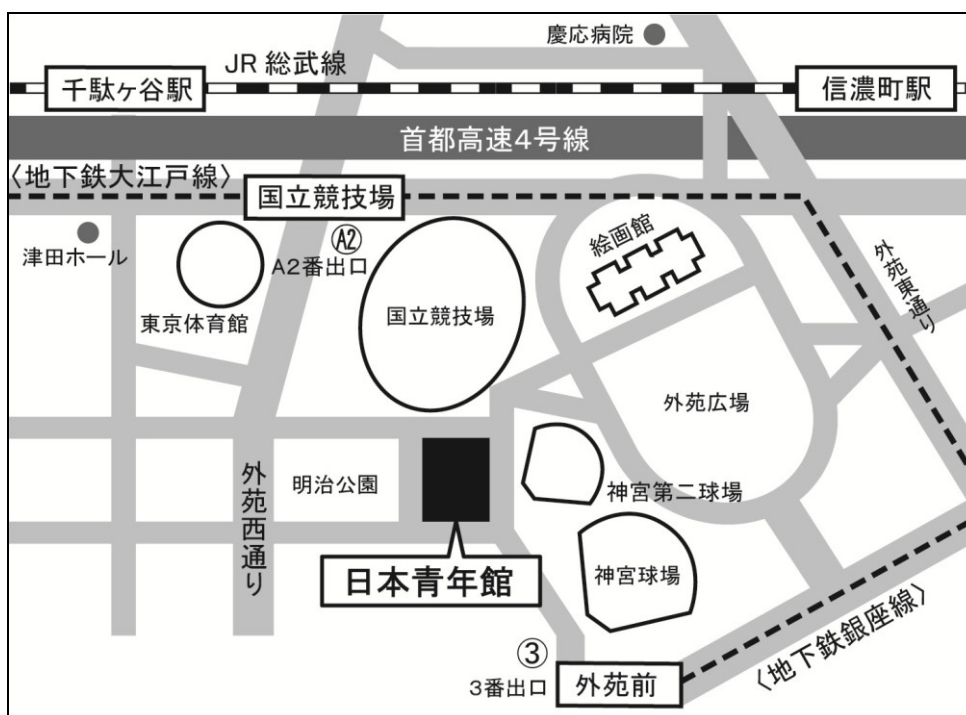 慶応病院
JR 総武線
千駄ヶ谷駅
信濃町駅
首都高速4号線
〈地下鉄大江戸線〉
国立競技場
A2
A2番出口
津田ホール
東京体育館
国立競技場
絵画館
外苑東通り
外苑広場
外苑西通り
明治公園
神宮第二球場
日本青年館
神宮球場
③
3番出口
外苑前
〈地下鉄銀座線〉